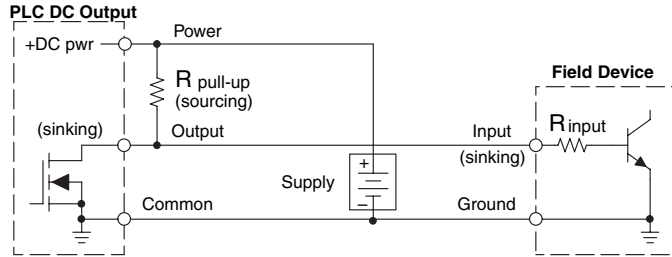 PLC DC Output
+DC pwr
Power
R pull-up
(sourcing)
Field Device
(sinking)
Output
Input
(sinking)
R input
+
Supply
–
Common
Ground